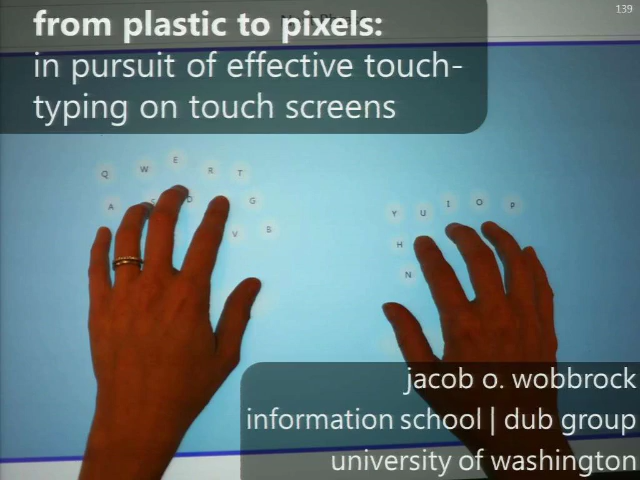 139
from plastic to pixels:
in pursuit of effective touch-
typing on touch screens
Q W E R T
A S D G
V B
Y U I O P
H
N
jacob o. wobbrock
information school | dub group
university of washington